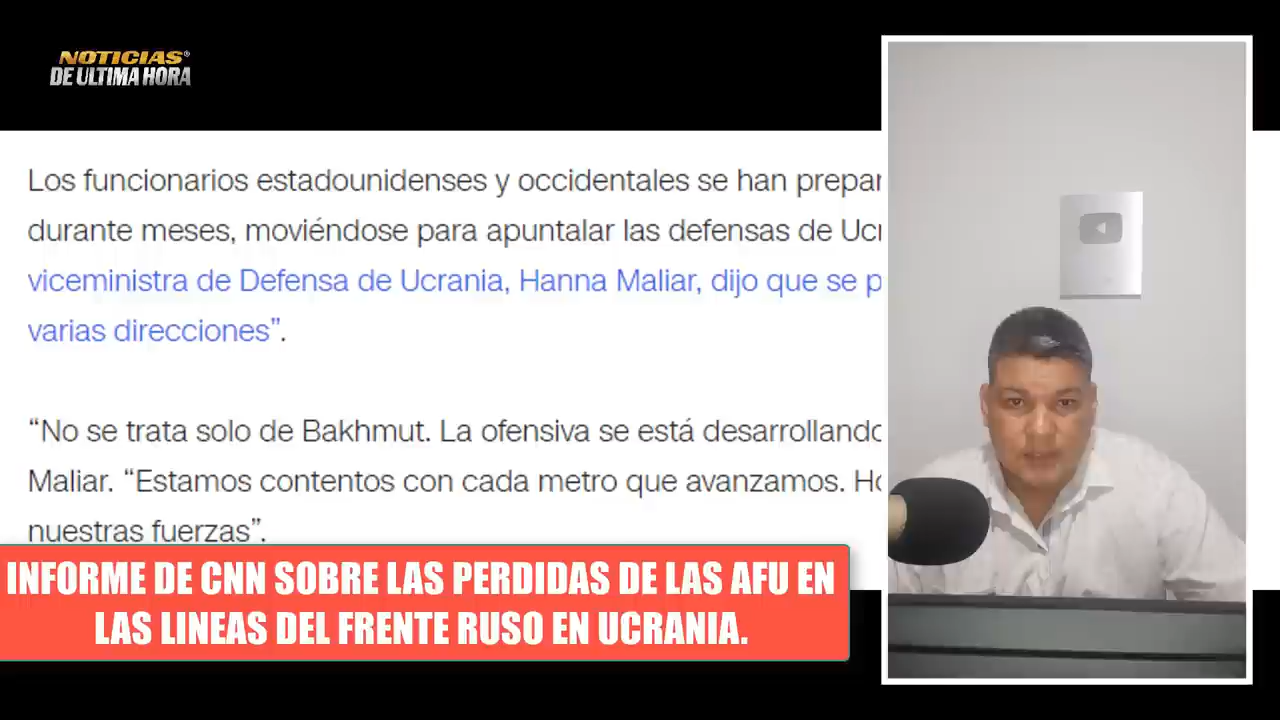 NOTICIAS
DE ULTIMA HORA
Los funcionarios estadounidenses y occidentales se han prepar
durante meses, moviéndose para apuntalar las defensas de Ucr
viceministra de Defensa de Ucrania, Hanna Maliar, dijo que se p
varias direcciones”.
“No se trata solo de Bakhmut. La ofensiva se está desarrollando
Maliar. “Estamos contentos con cada metro que avanzamos. Ho
nuestras fuerzas”.
INFORME DE CNN SOBRE LAS PERDIDAS DE LAS AFU EN
LAS LINEAS DEL FRENTE RUSO EN UCRANIA.